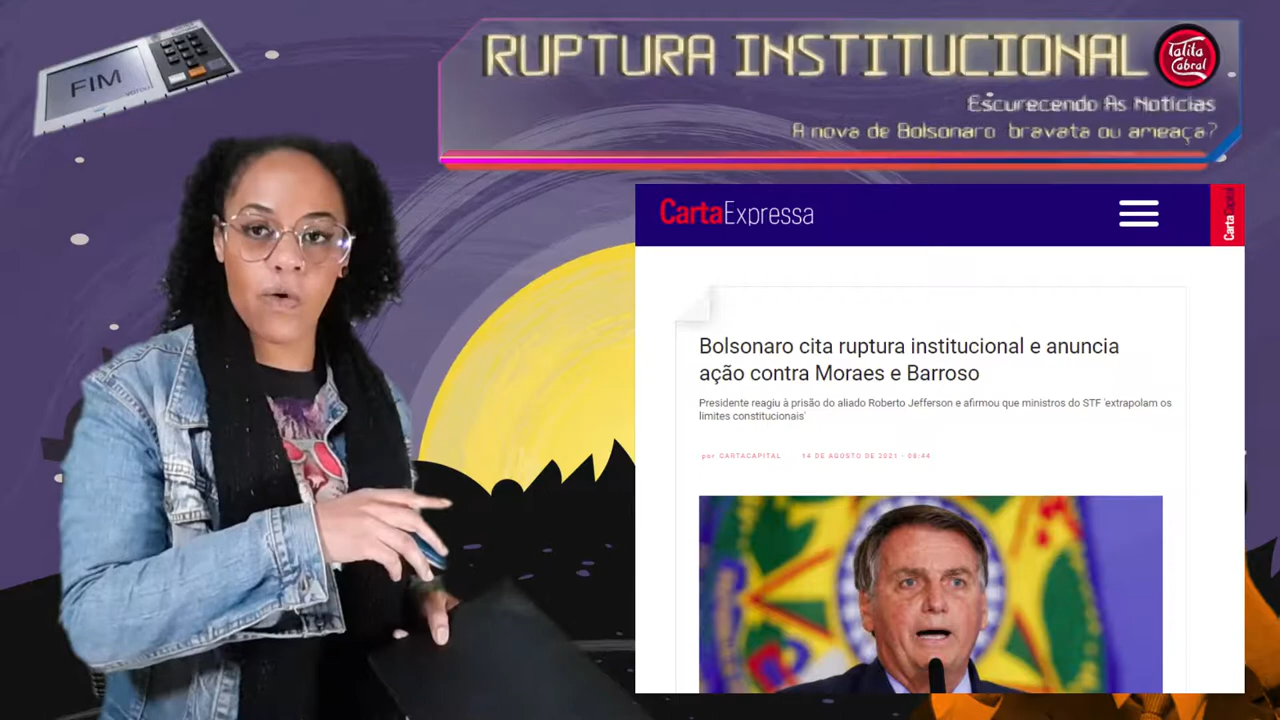 FIM
VOTOU
RUPTURA INSTITUCIONAL
Talita
Cabral
Escurecendo As Notícias
A nova de Bolsonaro bravata ou ameaça?
CartaExpressa
CartaCapital
Bolsonaro cita ruptura institucional e anuncia
ação contra Moraes e Barroso
Presidente reagiu à prisão do aliado Roberto Jefferson e afirmou que ministros do STF 'extrapolam os
limites constitucionais'
por CARTACAPITAL 14 DE AGOSTO DE 2021 - 08:44